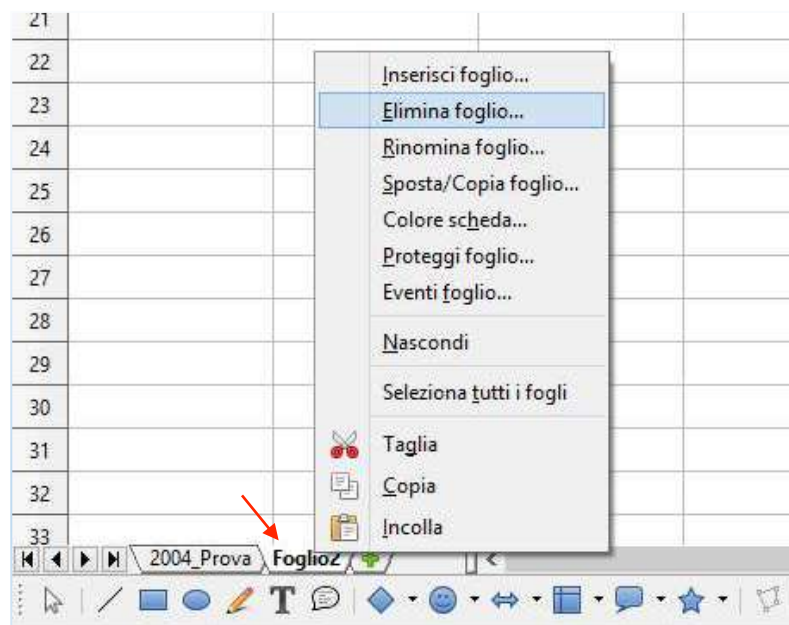 21
22
23
24
25
26
27
28
29
30
31
32
33
Inserisci foglio...
Elimina foglio...
Rinomina foglio...
Sposta/Copia foglio...
Colore scheda...
Proteggi foglio...
Eventi foglio...
Nascondi
Seleziona tutti i fogli
Taglia
Copia
Incolla
2004_Prova Foglio2
T